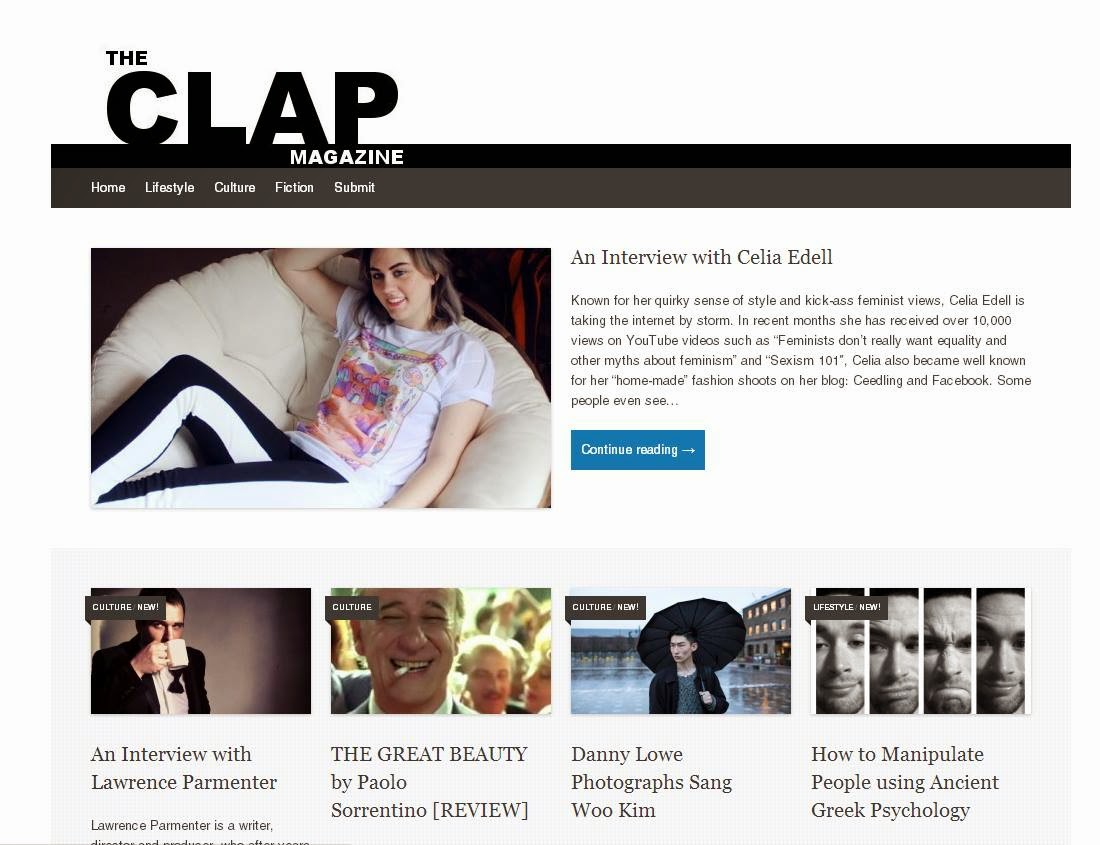 THE
CLAP
MAGAZINE
Home Lifestyle Culture Fiction Submit
An Interview with Celia Edell
Known for her quirky sense of style and kick-ass feminist views, Celia Edell is
taking the internet by storm. In recent months she has received over 10,000
views on YouTube videos such as “Feminists don’t really want equality and
other myths about feminism” and “Sexism 101″, Celia also became well known
for her “home-made” fashion shoots on her blog: Ceedling and Facebook. Some
people even see…
Continue reading →
CULTURE / NEW!
An Interview with
Lawrence Parmenter
Lawrence Parmenter is a writer,
director and producer, who after years
CULTURE
THE GREAT BEAUTY
by Paolo
Sorrentino [REVIEW]
CULTURE / NEW!
Danny Lowe
Photographs Sang
Woo Kim
LIFESTYLE / NEW!
How to Manipulate
People using Ancient
Greek Psychology